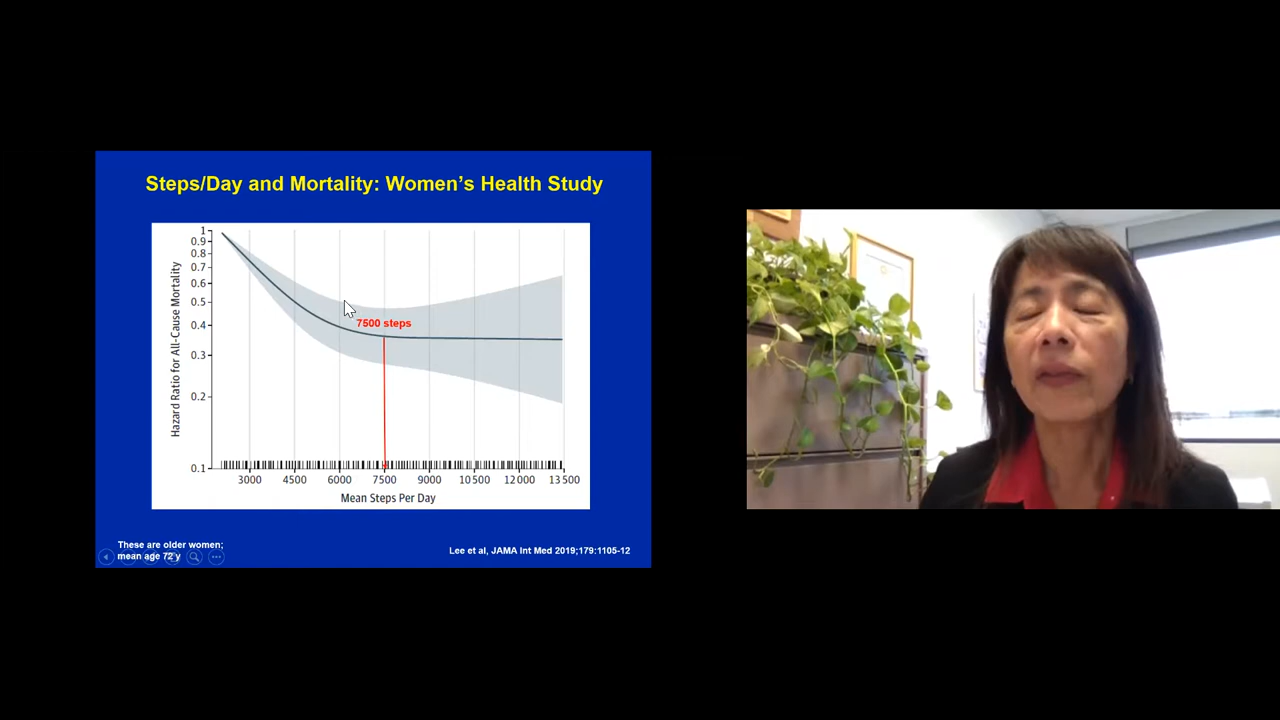 Steps/Day and Mortality: Women's Health Study
Hazard Ratio for All-Cause Mortality
1
0.9
0.8
0.7
0.6
0.5
0.4
0.3
0.2
0.1
7500 steps
3000 4500 6000 7500 9000 10 500 12 000 13 500
Mean Steps Per Day
These are older women;
mean age 72 y
Lee et al, JAMA Int Med 2019;179:1105-12